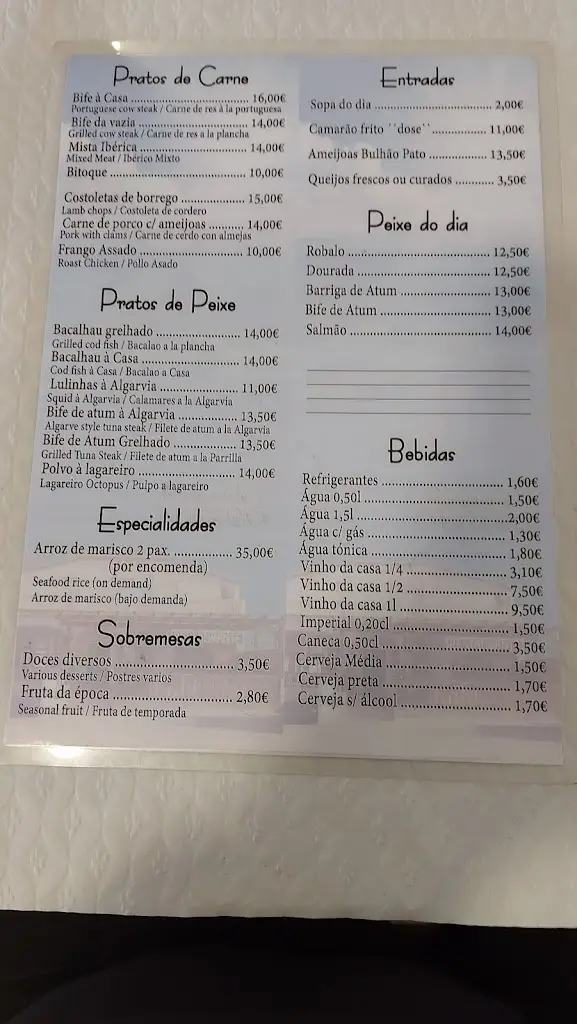 Pratos de Carne
Bife à Casa ........................................ 16,00€
Portuguese cow steak / Carne de res à la portuguesa
Bife da vazia ..................................... 14,00€
Grilled cow steak / Carne de res a la plancha
Mista Ibérica ..................................... 14,00€
Mixed Meat / Ibérico Mixto
Bitoque ............................................. 10,00€
Costoletas de borrego ..................... 15,00€
Lamb chops / Costoleta de cordero
Carne de porco c/ ameijoas ........... 14,00€
Pork with clams / Carne de cerdo con almejas
Frango Assado .................................. 10,00€
Roast Chicken / Pollo Asado
Pratos de Peixe
Bacalhau grelhado ........................... 14,00€
Grilled cod fish / Bacalao a la plancha
Bacalhau à Casa ............................... 14,00€
Cod fish à Casa / Bacalao a Casa
Lulinhas à Algarvia .......................... 11,00€
Squid à Algarvia / Calamares a la Algarvia
Bife de atum à Algarvia .................. 13,50€
Algarve style tuna steak / Filete de atum a la Algarvia
Bife de Atum Grelhado .................... 13,50€
Grilled Tuna Steak / Filete de atum a la Parrilla
Polvo à lagareiro .............................. 14,00€
Lagareiro Octopus / Pulpo a lagareiro
Especialidades
Arroz de marisco 2 pax. .................. 35,00€
(por encomenda)
Seafood rice (on demand)
Arroz de marisco (bajo demanda)
Sobremesas
Doces diversos ..................................... 3,50€
Various desserts / Postres varios
Fruta da época ..................................... 2,80€
Seasonal fruit / Fruta de temporada
Entradas
Sopa do dia ..................................... 2,00€
Camarão frito ´´dose´´ ................. 11,00€
Ameijoas Bulhão Pato .................. 13,50€
Queijos frescos ou curados ........... 3,50€
Peixe do dia
Robalo ............................................. 12,50€
Dourada ........................................... 12,50€
Barriga de Atum ............................ 13,00€
Bife de Atum .................................. 13,00€
Salmão ............................................. 14,00€
Bebidas
Refrigerantes .................................... 1,60€
Água 0,50l ......................................... 1,50€
Água 1,5l ........................................... 2,00€
Água c/ gás ....................................... 1,30€
Água tónica ...................................... 1,80€
Vinho da casa 1/4 ............................. 3,10€
Vinho da casa 1/2 ............................. 7,50€
Vinho da casa 1l ............................... 9,50€
Imperial 0,20cl ................................. 1,50€
Caneca 0,50cl ................................... 3,50€
Cerveja Média .................................. 1,50€
Cerveja preta .................................... 1,70€
Cerveja s/ álcool ............................... 1,70€